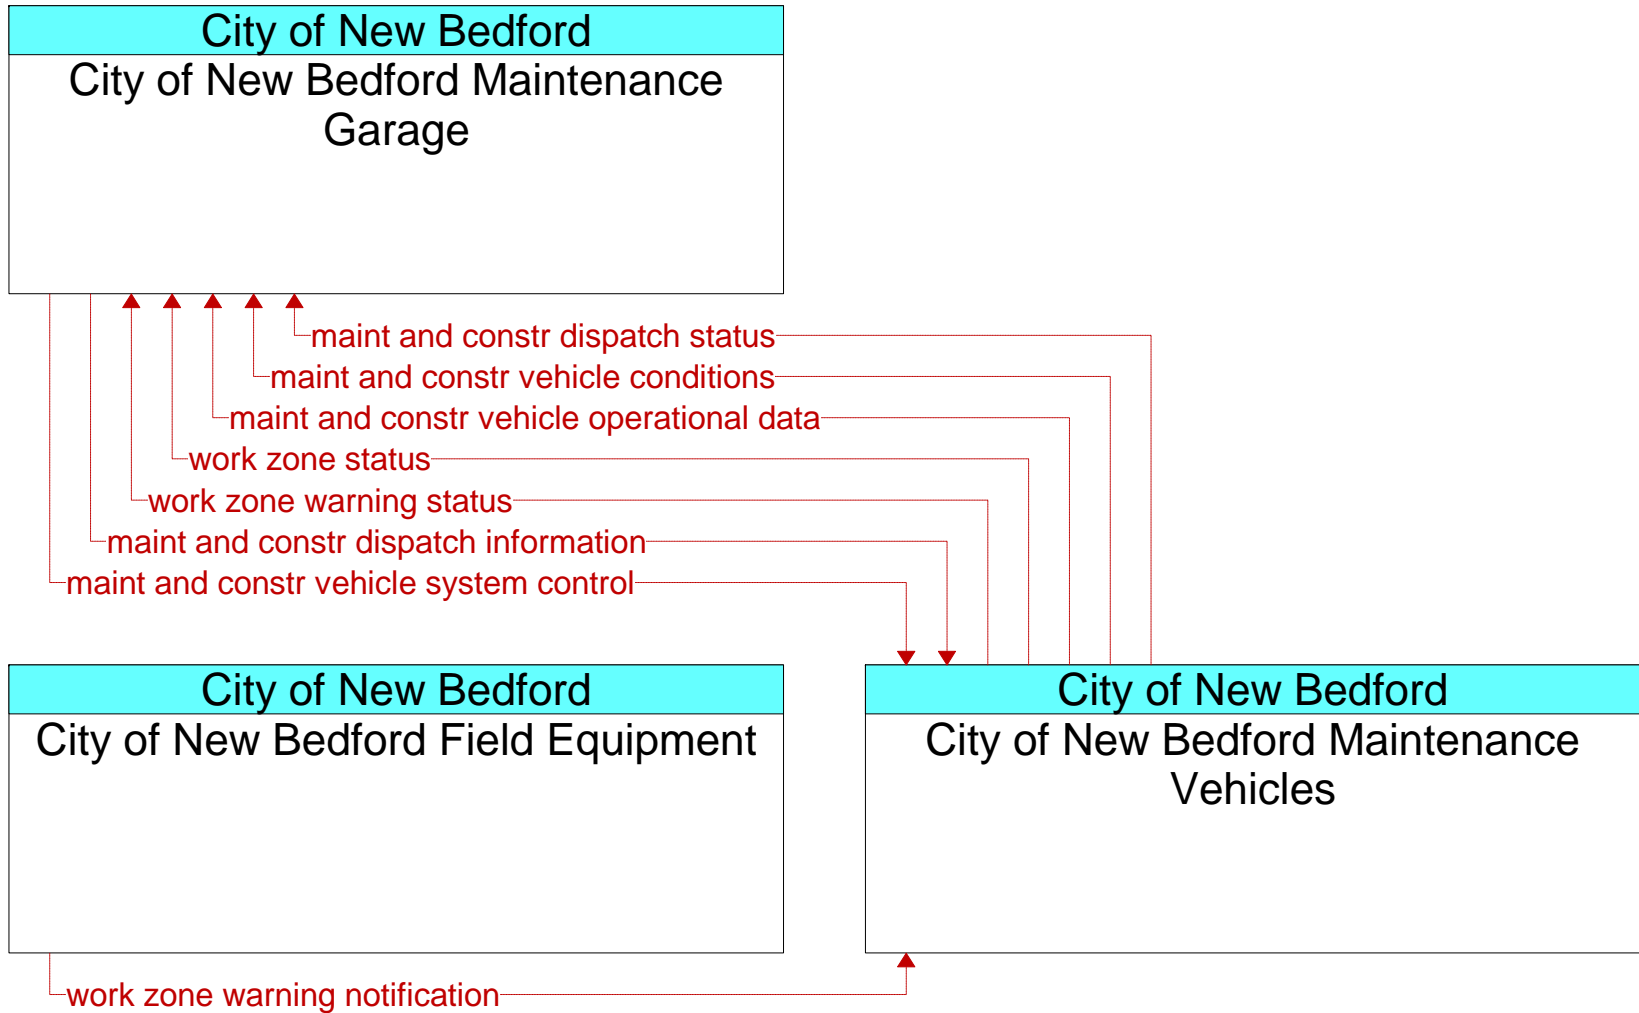 City of New Bedford
City of New Bedford Maintenance
Garage
maint and constr dispatch status
maint and constr vehicle conditions
maint and constr vehicle operational data
work zone status
work zone warning status
maint and constr dispatch information
maint and constr vehicle system control
City of New Bedford
City of New Bedford Field Equipment
City of New Bedford
City of New Bedford Maintenance
Vehicles
work zone warning notification